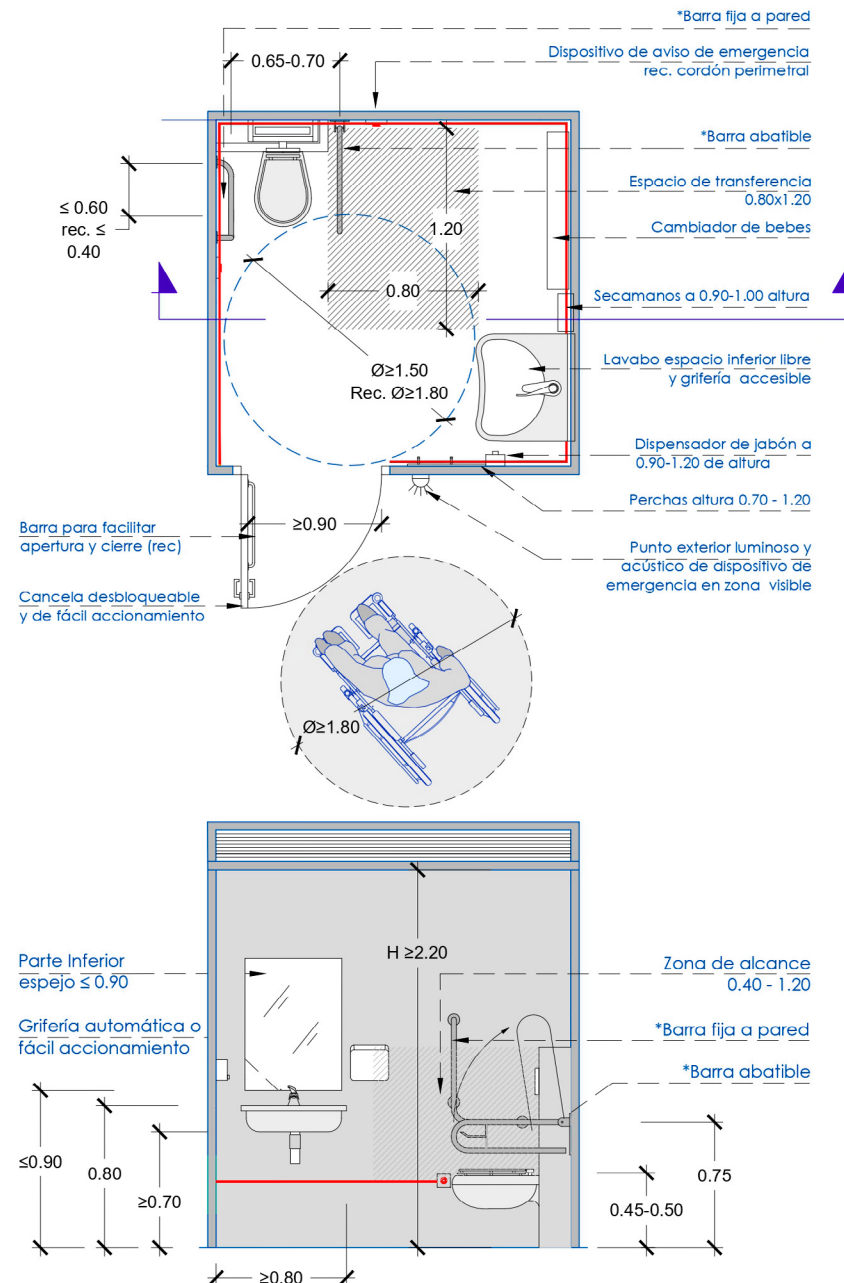 *Barra fija a pared
0.65-0.70
Dispositivo de aviso de emergencia
rec. cordón perimetral
*Barra abatible
≤ 0.60
rec. ≤
0.40
Espacio de transferencia
0.80x1.20
1.20
Cambiador de bebes
0.80
Secamanos a 0.90-1.00 altura
Ø≥1.50
Rec. Ø≥1.80
Lavabo espacio inferior libre
y grifería accesible
Dispensador de jabón a
0.90-1.20 de altura
Perchas altura 0.70 - 1.20
Barra para facilitar
apertura y cierre (rec)
≥0.90
Punto exterior luminoso y
acústico de dispositivo de
emergencia en zona visible
Cancela desbloqueable
y de fácil accionamiento
Ø≥1.80
H ≥2.20
Parte Inferior
espejo ≤ 0.90
Zona de alcance
0.40 - 1.20
Grifería automática o
fácil accionamiento
*Barra fija a pared
*Barra abatible
≤0.90
0.80
≥0.70
0.75
0.45-0.50
≥0.80